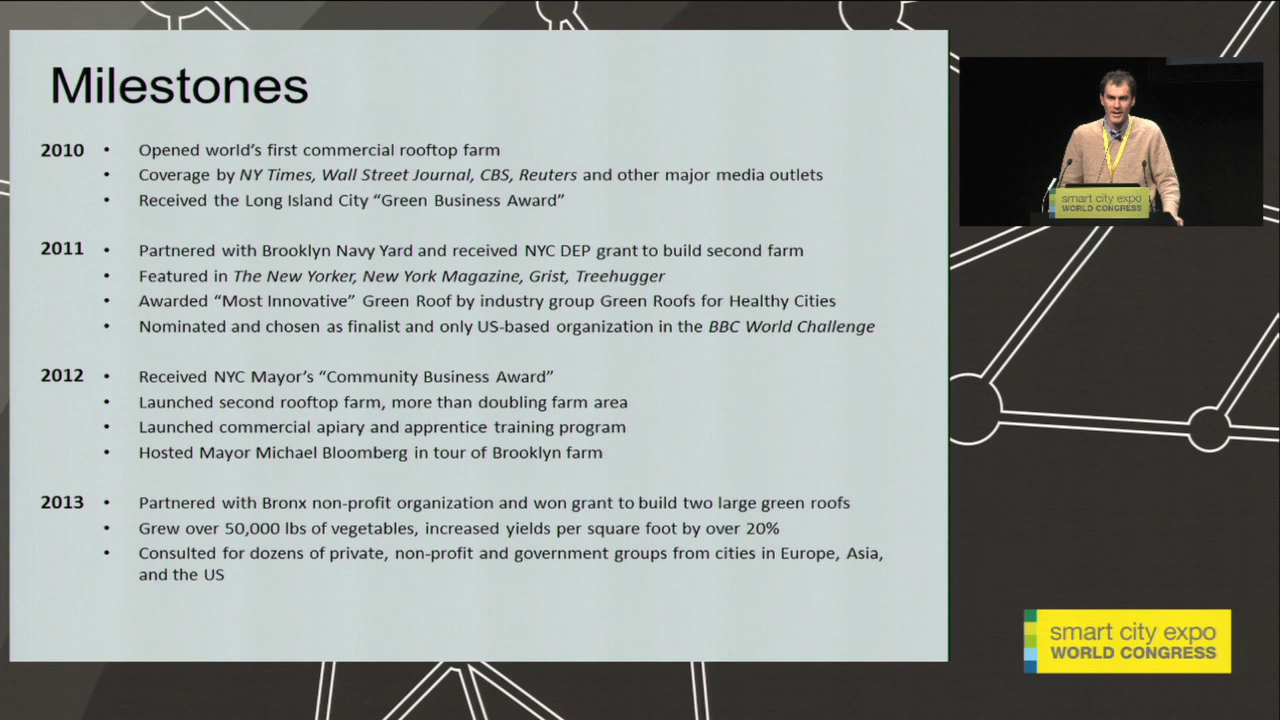 Milestones
2010 • Opened world's first commercial rooftop farm
• Coverage by NY Times, Wall Street Journal, CBS, Reuters and other major media outlets
• Received the Long Island City “Green Business Award”
2011 • Partnered with Brooklyn Navy Yard and received NYC DEP grant to build second farm
• Featured in The New Yorker, New York Magazine, Grist, Treehugger
• Awarded “Most Innovative” Green Roof by industry group Green Roofs for Healthy Cities
• Nominated and chosen as finalist and only US-based organization in the BBC World Challenge
2012 • Received NYC Mayor's “Community Business Award”
• Launched second rooftop farm, more than doubling farm area
• Launched commercial apiary and apprentice training program
• Hosted Mayor Michael Bloomberg in tour of Brooklyn farm
2013 • Partnered with Bronx non-profit organization and won grant to build two large green roofs
• Grew over 50,000 lbs of vegetables, increased yields per square foot by over 20%
• Consulted for dozens of private, non-profit and government groups from cities in Europe, Asia,
and the US
smart city expo
WORLD CONGRESS
smart city expo
WORLD CONGRESS